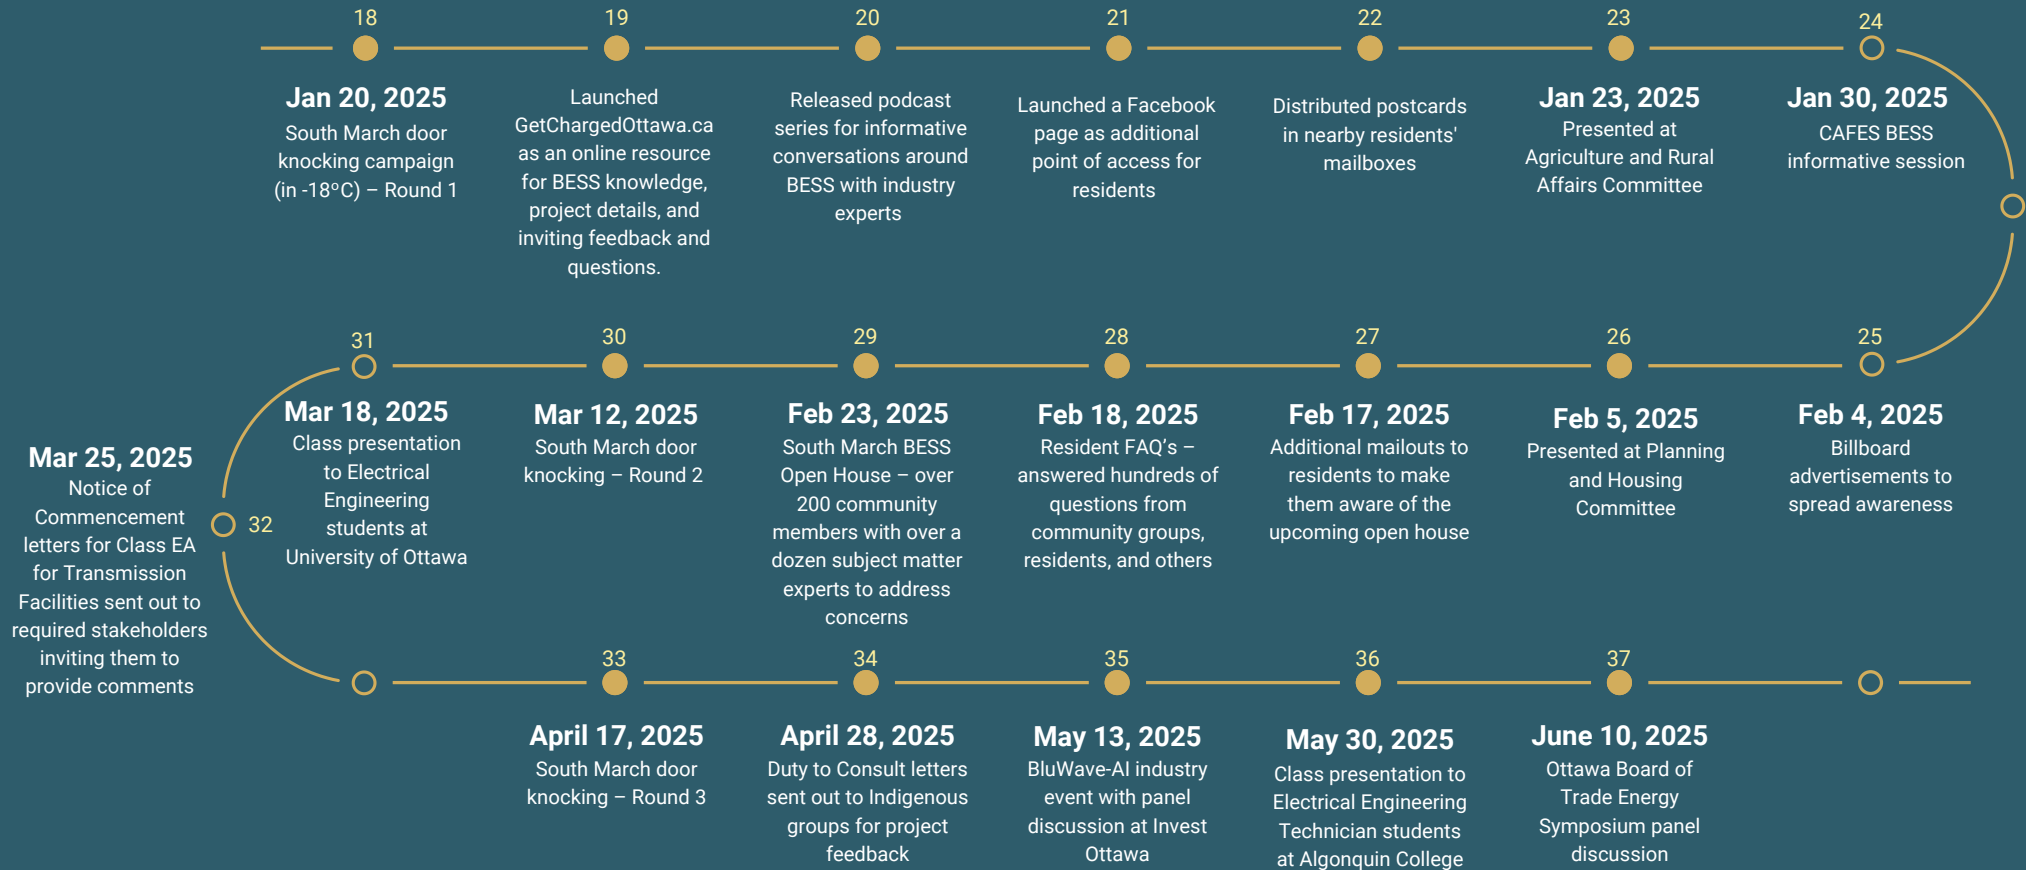 18
Jan 20, 2025
South March door
knocking campaign
(in -18°C) – Round 1
19
Launched
GetChargedOttawa.ca
as an online resource
for BESS knowledge,
project details, and
inviting feedback and
questions.
20
Released podcast
series for informative
conversations around
BESS with industry
experts
21
Launched a Facebook
page as additional
point of access for
residents
22
Distributed postcards
in nearby residents'
mailboxes
23
Jan 23, 2025
Presented at
Agriculture and Rural
Affairs Committee
24
Jan 30, 2025
CAFES BESS
informative session
25
Feb 4, 2025
Billboard
advertisements to
spread awareness
26
Feb 5, 2025
Presented at Planning
and Housing
Committee
27
Feb 17, 2025
Additional mailouts to
residents to make
them aware of the
upcoming open house
28
Feb 18, 2025
Resident FAQ’s –
answered hundreds of
questions from
community groups,
residents, and others
29
Feb 23, 2025
South March BESS
Open House – over
200 community
members with over a
dozen subject matter
experts to address
concerns
30
Mar 12, 2025
South March door
knocking – Round 2
31
Mar 18, 2025
Class presentation
to Electrical
Engineering
students at
University of Ottawa
32
Mar 25, 2025
Notice of
Commencement
letters for Class EA
for Transmission
Facilities sent out to
required stakeholders
inviting them to
provide comments
33
April 17, 2025
South March door
knocking – Round 3
34
April 28, 2025
Duty to Consult letters
sent out to Indigenous
groups for project
feedback
35
May 13, 2025
BluWave-AI industry
event with panel
discussion at Invest
Ottawa
36
May 30, 2025
Class presentation to
Electrical Engineering
Technician students
at Algonquin College
37
June 10, 2025
Ottawa Board of
Trade Energy
Symposium panel
discussion